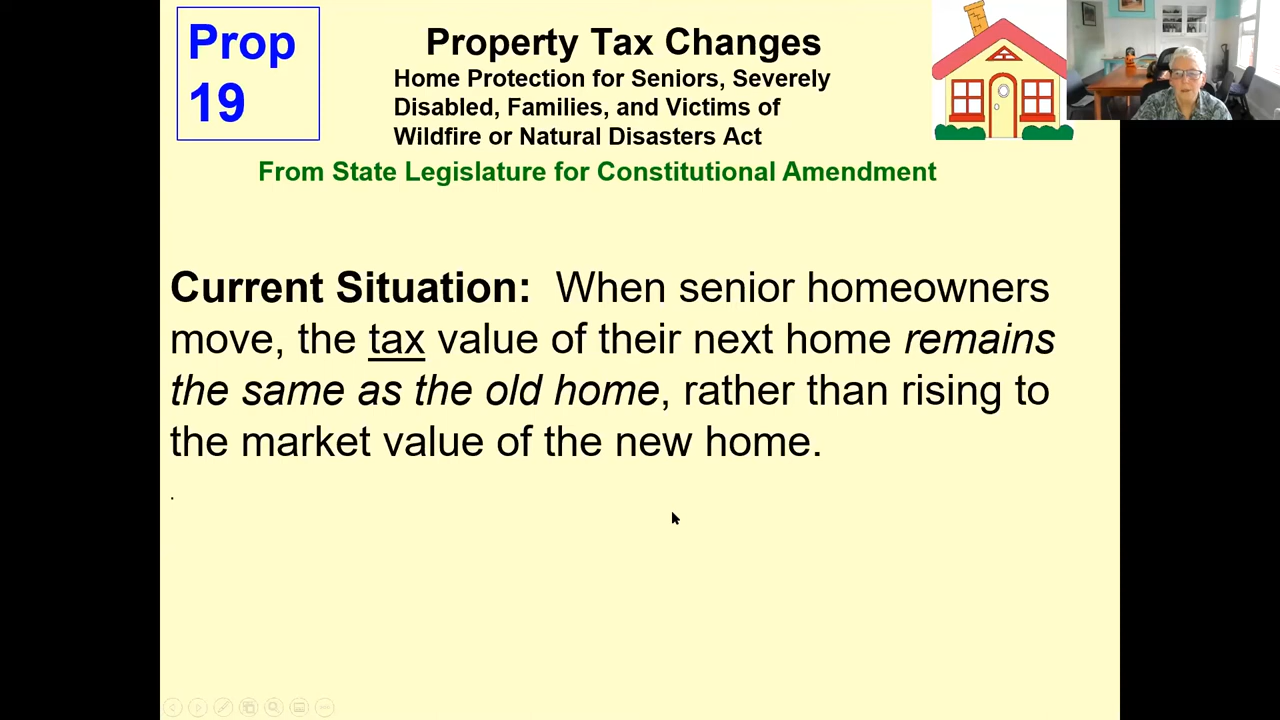 Prop
19
Property Tax Changes
Home Protection for Seniors, Severely
Disabled, Families, and Victims of
Wildfire or Natural Disasters Act
From State Legislature for Constitutional Amendment
Current Situation: When senior homeowners
move, the tax value of their next home remains
the same as the old home, rather than rising to
the market value of the new home.
.